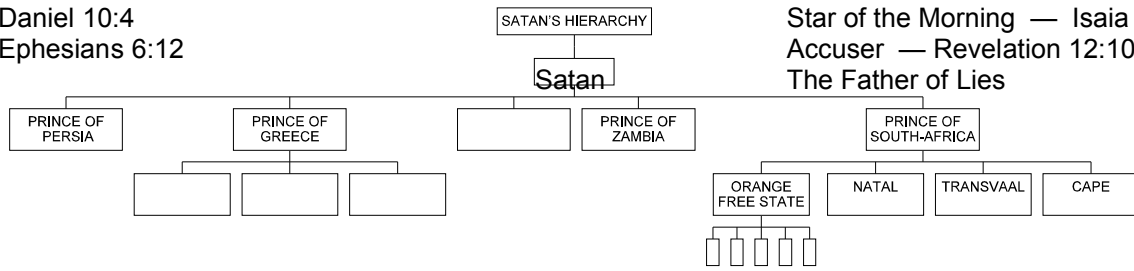 Daniel 10:4
Ephesians 6:12
SATAN'S HIERARCHY
Star of the Morning — Isaia
Accuser — Revelation 12:10
The Father of Lies
Satan
PRINCE OF
PERSIA
PRINCE OF
GREECE
PRINCE OF
ZAMBIA
PRINCE OF
SOUTH-AFRICA
ORANGE
FREE STATE
NATAL
TRANSVAAL
CAPE